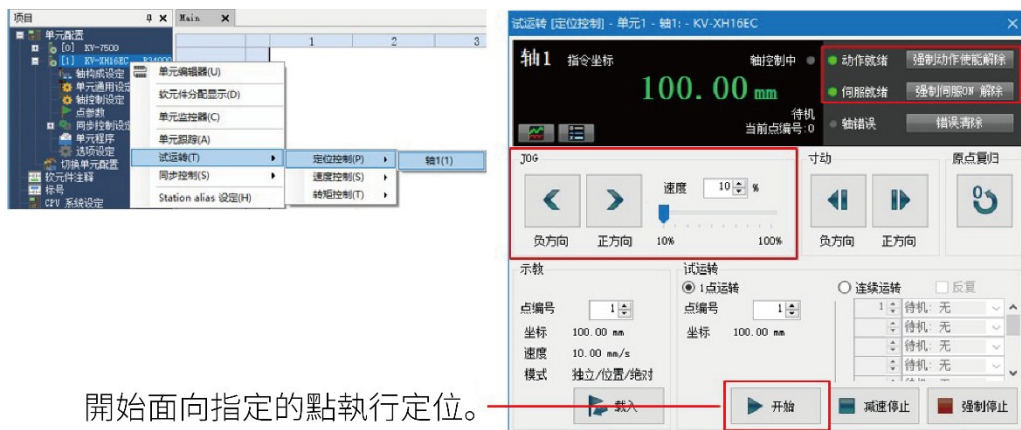 项目
Main
1 2 3
单元配置
[0] KV-7500
[1] KV-XH16EC R34000
轴构成设定
单元通用设定
轴控制设定
点参数
同步控制设定
单元程序
选项设定
切换单元配置
软元件注释
标号
CPU 系统设定
单元编辑器(U)
软元件分配显示(D)
单元监控器(C)
单元跟踪(A)
试运转(T)
同步控制(S)
Station alias 设定(H)
定位控制(P)
速度控制(S)
转矩控制(T)
轴1(1)
试运转 [定位控制] - 单元1 - 轴1: - KV-XH16EC
轴1 指令坐标 轴控制中
100.00 mm
待机
当前点编号:0
动作就绪 强制动作使能解除
伺服就绪 强制伺服ON 解除
轴错误 错误清除
JOG
速度 10 %
负方向 正方向 10% 100%
寸动
负方向 正方向
原点复归
示教
点编号 1
坐标 100.00 mm
速度 10.00 mm/s
模式 独立/位置/绝对
载入
试运转
1点运转
点编号 1
坐标 100.00 mm
连续运转 反复
1 待机: 无
待机: 无
待机: 无
待机: 无
开始 减速停止 强制停止
開始面向指定的點執行定位。